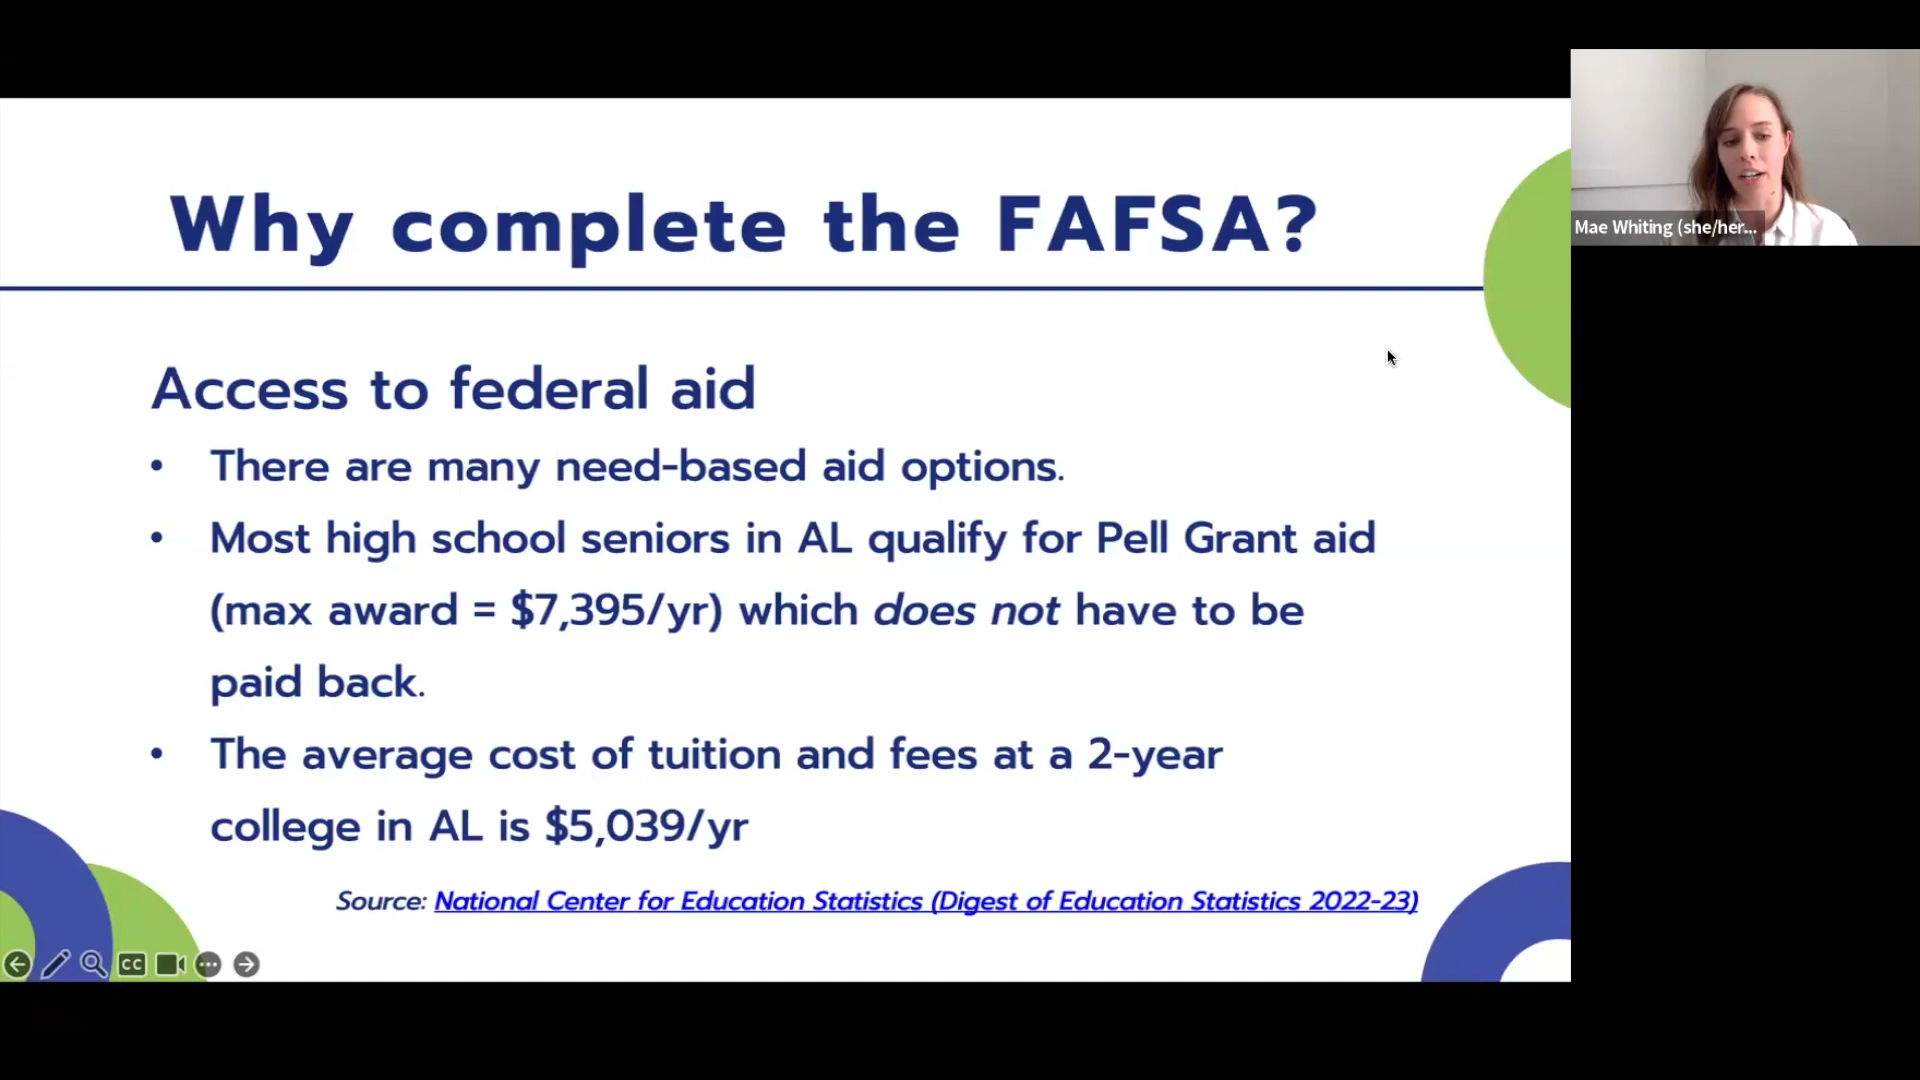 Why complete the FAFSA?
Mae Whiting (she/her...
Access to federal aid
• There are many need-based aid options.
• Most high school seniors in AL qualify for Pell Grant aid
(max award = $7,395/yr) which does not have to be
paid back.
• The average cost of tuition and fees at a 2-year
college in AL is $5,039/yr
Source: National Center for Education Statistics (Digest of Education Statistics 2022-23)
CC